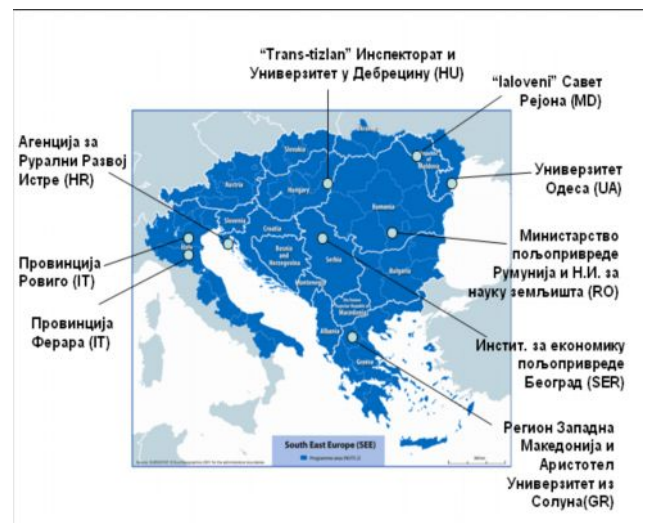 “Trans-tizlan” Инспекторат и
Универзитет у Дебрецину (HU)
“Ialoveni” Савет
Рејона (MD)
Агенција за
Рурални Развој
Истре (HR)
Универзитет
Одеса (UA)
Министарство
пољопривреде
Румунија и Н.И. за
науку земљишта (RO)
Провинција
Ровиго (IT)
Провинција
Ферара (IT)
Инстит. за економику
пољопривреде
Београд (SER)
Регион Западна
Македонија и
Аристотел
Универзитет из
Солуна(GR)
Slovakia
Austria
Hungary
Romania
Slovenia
Croatia
Bosnia
and
Herzegovina
Serbia
Montenegro
Bulgaria
Albania
Greece
South East Europe (SEE)
Programme area